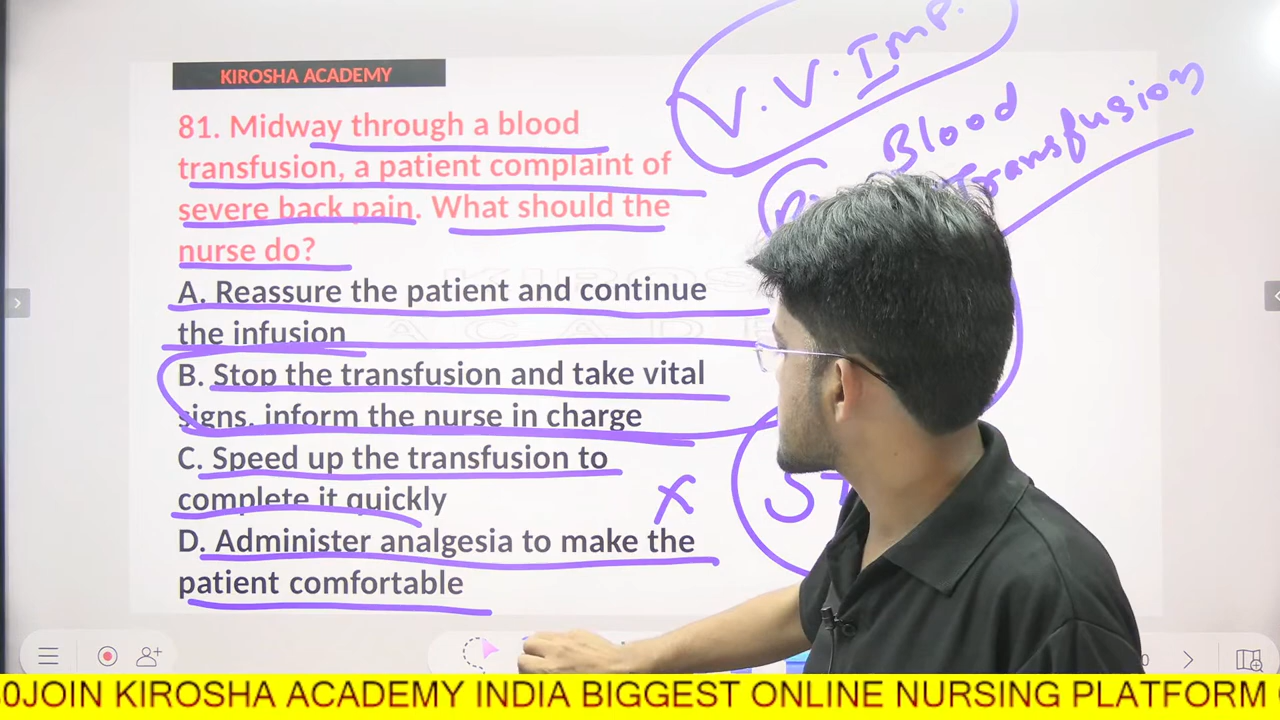 KIROSHA ACADEMY
V.V.Imp.
Blood
Transfusion
81. Midway through a blood
transfusion, a patient complaint of
severe back pain. What should the
nurse do?
A. Reassure the patient and continue
the infusion
B. Stop the transfusion and take vital
signs, inform the nurse in charge
C. Speed up the transfusion to
complete it quickly
D. Administer analgesia to make the
patient comfortable
JOIN KIROSHA ACADEMY INDIA BIGGEST ONLINE NURSING PLATFORM